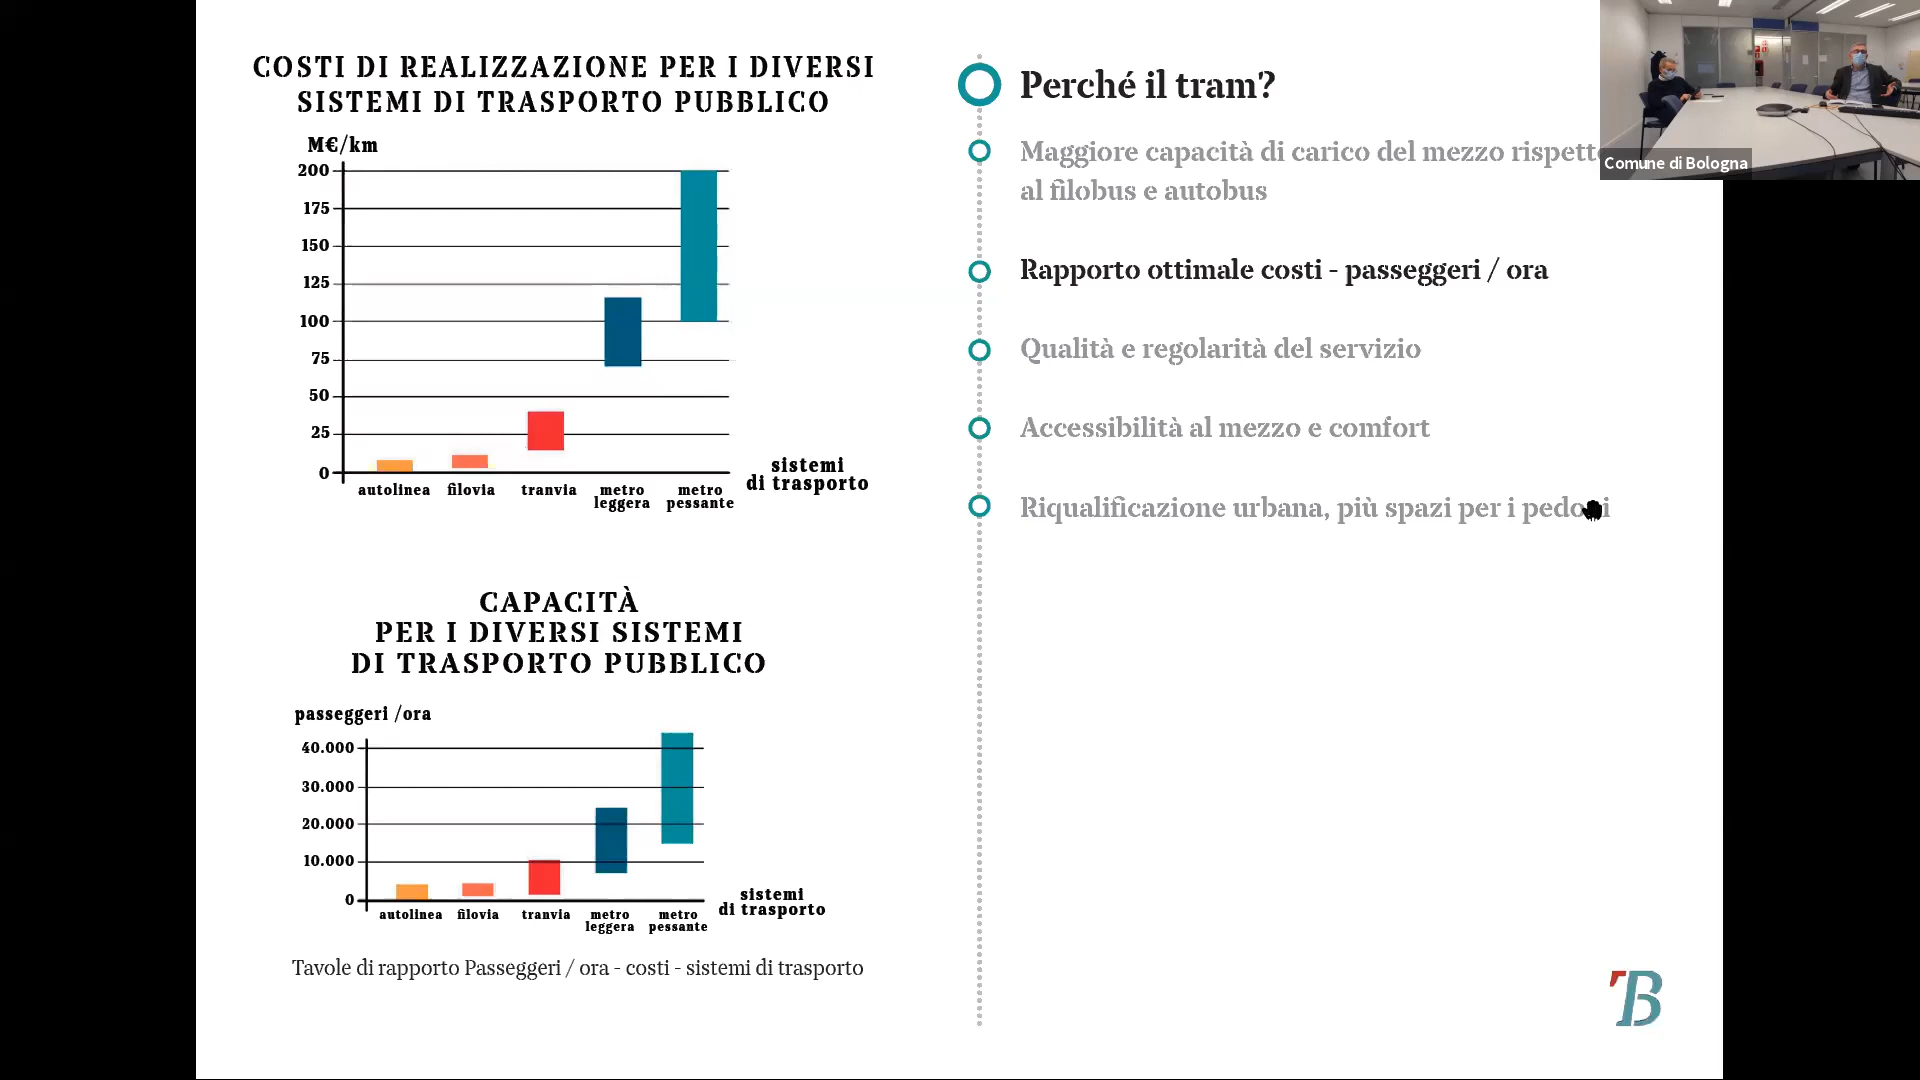 COSTI DI REALIZZAZIONE PER I DIVERSI
SISTEMI DI TRASPORTO PUBBLICO
M€/km
200
175
150
125
100
75
50
25
0
autolinea
filovia
tranvia
metro
leggera
metro
pessante
sistemi
di trasporto
CAPACITÀ
PER I DIVERSI SISTEMI
DI TRASPORTO PUBBLICO
passeggeri /ora
40.000
30.000
20.000
10.000
0
autolinea
filovia
tranvia
metro
leggera
metro
pessante
sistemi
di trasporto
Tavole di rapporto Passeggeri / ora - costi - sistemi di trasporto
Perché il tram?
Maggiore capacità di carico del mezzo rispetto
al filobus e autobus
Rapporto ottimale costi - passeggeri / ora
Qualità e regolarità del servizio
Accessibilità al mezzo e comfort
Riqualificazione urbana, più spazi per i pedoni
Comune di Bologna
TB